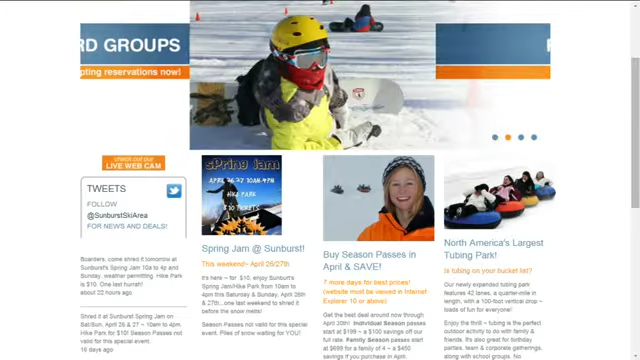 RD GROUPS
pting reservations now!
check out our
LIVE WEB CAM
TWEETS
FOLLOW
@SunburstSkiArea
FOR NEWS AND DEALS!
Boarders, come shred it tomorrow at
Sunburst's Spring Jam 10a to 4p and
Sunday, weather permitting. Hike Park
is $10. One last hurrah!
about 22 hours ago
Shred it at Sunburst Spring Jam on
Sat/Sun, April 26 & 27 ~ 10am to 4pm.
Hike Park for $10! Season Passes not
valid for this special event.
16 days ago
Spring Jam
April 26-27 10am-4pm
Hike Park
$10 Tickets
Spring Jam @ Sunburst!
This weekend~ April 26/27th
It's here ~ for $10, enjoy Sunburst's
Spring Jam/Hike Park from 10am to
4pm this Saturday & Sunday, April 26th
& 27th...one last weekend to shred it
before the snow melts!
Season Passes not valid for this special
event. Piles of snow waiting for YOU!
Buy Season Passes in
April & SAVE!
7 more days for best prices!
(website must be viewed in Internet
Explorer 10 or above)
Get the best deal around now through
April 30th! Individual Season passes
start at $199 ~ a $100 savings off our
full rate. Family Season passes start
at $699 for a family of 4 ~ a $450
savings if you purchase in April.
North America's Largest
Tubing Park!
Is tubing on your bucket list?
Our newly expanded tubing park
features 42 lanes, a quarter-mile in
length, with a 100-foot vertical drop ~
loads of fun for everyone!
Enjoy the thrill ~ tubing is the perfect
outdoor activity to do with family &
friends. It's also great for birthday
parties, team & corporate gatherings,
along with school groups. No